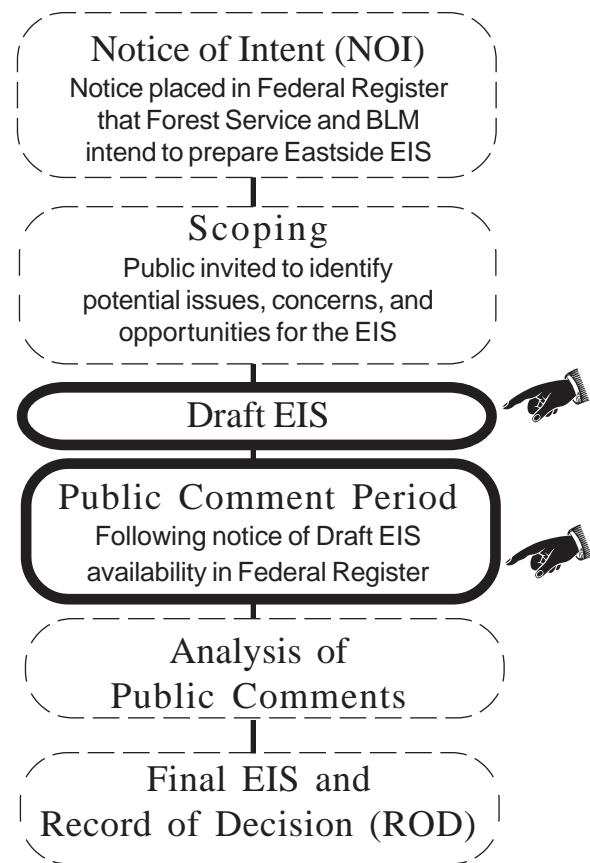 Notice of Intent (NOI)
Notice placed in Federal Register
that Forest Service and BLM
intend to prepare Eastside EIS
Scoping
Public invited to identify
potential issues, concerns, and
opportunities for the EIS
Draft EIS
Public Comment Period
Following notice of Draft EIS
availability in Federal Register
Analysis of
Public Comments
Final EIS and
Record of Decision (ROD)